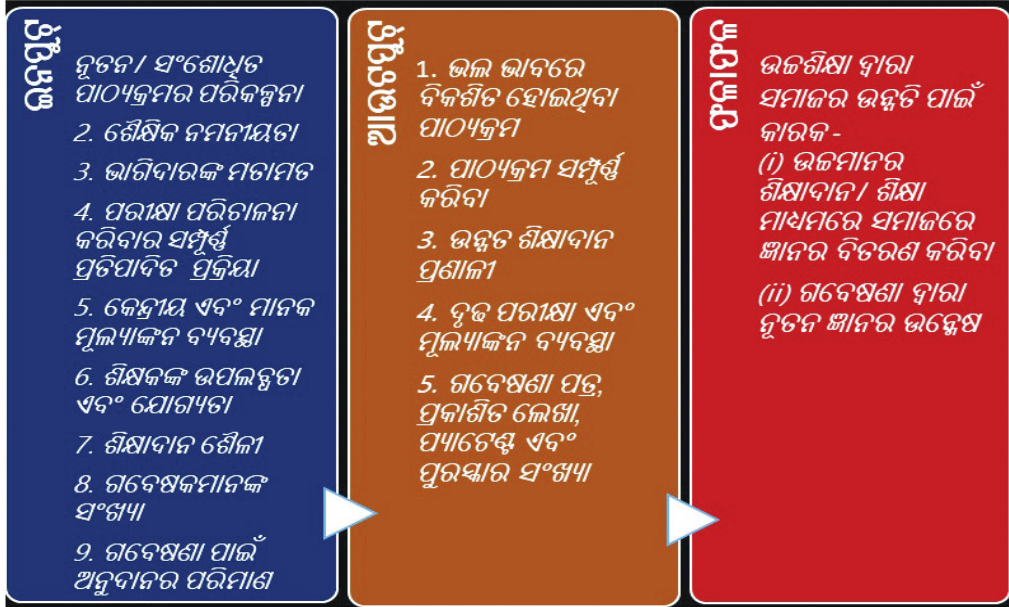 ଇନପୁଟ୍
ନୂତନ/ ସଂଶୋଧିତ
ପାଠ୍ୟକ୍ରମର ପରିକଳ୍ପନା
2. ଶୈକ୍ଷିକ ନମନୀୟତା
3. ଭାଗିଦାରଙ୍କ ମତାମତ
4. ପରୀକ୍ଷା ପରିଚାଳନା
କରିବାର ସମ୍ପୂର୍ଣ୍ଣ
ପ୍ରତିପାଦିତ ପ୍ରକ୍ରିୟା
5. କେନ୍ଦ୍ରୀୟ ଏବଂ ମାନକ
ମୂଲ୍ୟାଙ୍କନ ବ୍ୟବସ୍ଥା
6. ଶିକ୍ଷକଙ୍କ ଉପଲବ୍ଧତା
ଏବଂ ଯୋଗ୍ୟତା
7. ଶିକ୍ଷାଦାନ ଶୈଳୀ
8. ଗବେଷକମାନଙ୍କ
ସଂଖ୍ୟା
9. ଗବେଷଣା ପାଇଁ
ଅନୁଦାନର ପରିମାଣ
ଆଉଟପୁଟ୍
1. ଭଲ ଭାବରେ
ବିକଶିତ ହୋଇଥିବା
ପାଠ୍ୟକ୍ରମ
2. ପାଠ୍ୟକ୍ରମ ସମ୍ପୂର୍ଣ୍ଣ
କରିବା
3. ଉନ୍ନତ ଶିକ୍ଷାଦାନ
ପ୍ରଣାଳୀ
4. ଦୃଢ ପରୀକ୍ଷା ଏବଂ
ମୂଲ୍ୟାଙ୍କନ ବ୍ୟବସ୍ଥା
5. ଗବେଷଣା ପତ୍ର,
ପ୍ରକାଶିତ ଲେଖା,
ପ୍ୟାଟେଣ୍ଟ ଏବଂ
ପୁରସ୍କାର ସଂଖ୍ୟା
ଫଳାଫଳ
ଉଚ୍ଚଶିକ୍ଷା ଦ୍ୱାରା
ସମାଜର ଉନ୍ନତି ପାଇଁ
କାରକ -
(i) ଉଚ୍ଚମାନର
ଶିକ୍ଷାଦାନ/ ଶିକ୍ଷା
ମାଧ୍ୟମରେ ସମାଜରେ
ଜ୍ଞାନର ବିତରଣ କରିବା
(ii) ଗବେଷଣା ଦ୍ୱାରା
ନୂତନ ଜ୍ଞାନର ଉନ୍ମେଷ